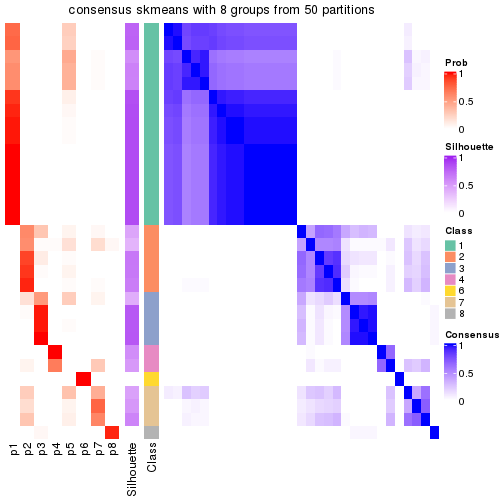 consensus skmeans with 8 groups from 50 partitions
Prob
1
0.5
0
Silhouette
1
0.5
0
Class
1
2
3
4
6
7
8
Consensus
1
0.5
0
p1
p2
p3
p4
p5
p6
p7
p8
Silhouette
Class